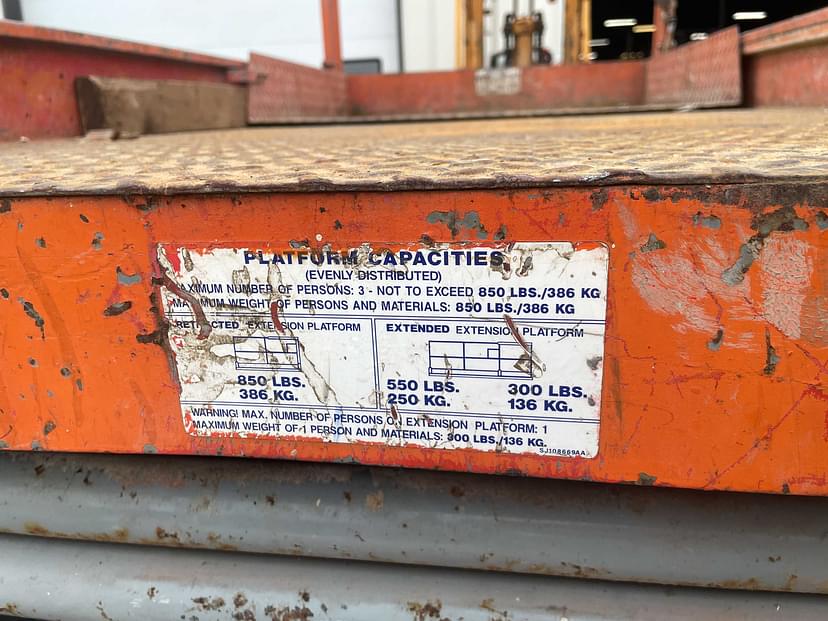 PLATFORM CAPACITIES
(EVENLY DISTRIBUTED)
MAXIMUM NUMBER OF PERSONS: 3 - NOT TO EXCEED 850 LBS./386 KG
MAXIMUM WEIGHT OF PERSONS AND MATERIALS: 850 LBS./386 KG
RETRACTED EXTENSION PLATFORM
850 LBS.
386 KG.
EXTENDED EXTENSION PLATFORM
550 LBS. 300 LBS.
250 KG. 136 KG.
WARNING! MAX. NUMBER OF PERSONS ON EXTENSION PLATFORM: 1
MAXIMUM WEIGHT OF 1 PERSON AND MATERIALS: 300 LBS./136 KG.
SJ108669AA